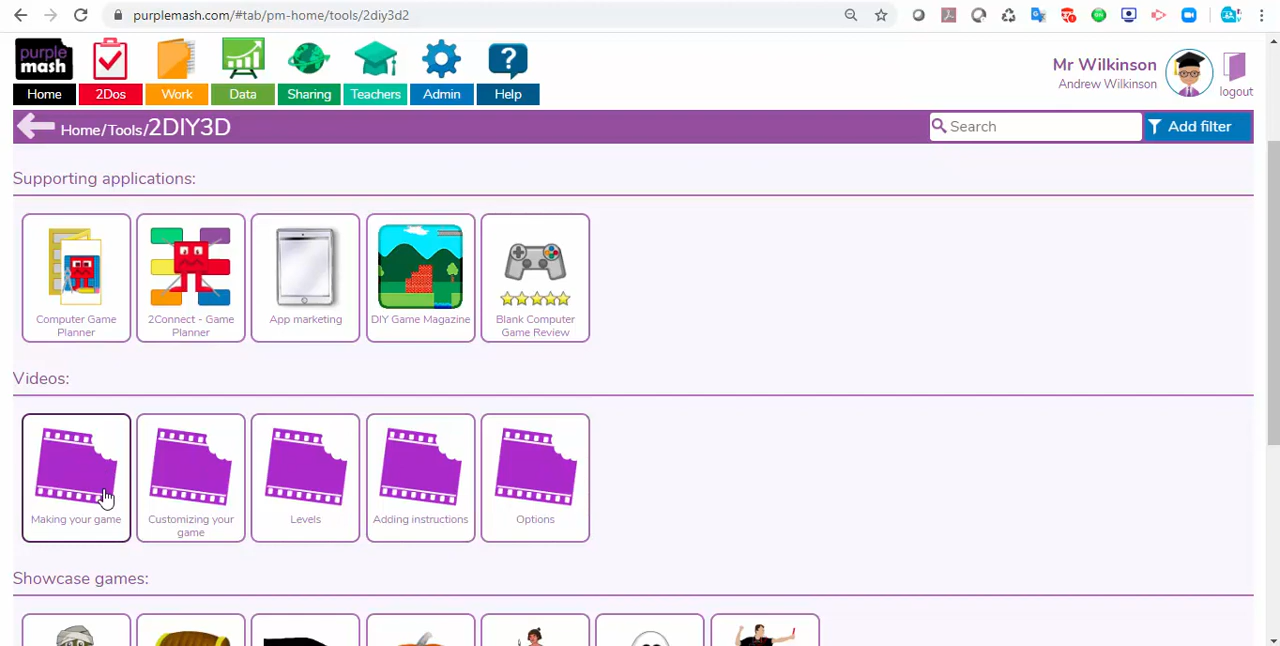 purplemash.com/#tab/pm-home/tools/2diy3d2
purple
mash
Home
2Dos
Work
Data
Sharing
Teachers
Admin
?
Help
Mr Wilkinson
Andrew Wilkinson
logout
Home/Tools/2DIY3D
Search
Add filter
Supporting applications:
Computer Game
Planner
2Connect - Game
Planner
App marketing
DIY Game Magazine
Blank Computer
Game Review
Videos:
Making your game
Customizing your
game
Levels
Adding instructions
Options
Showcase games: